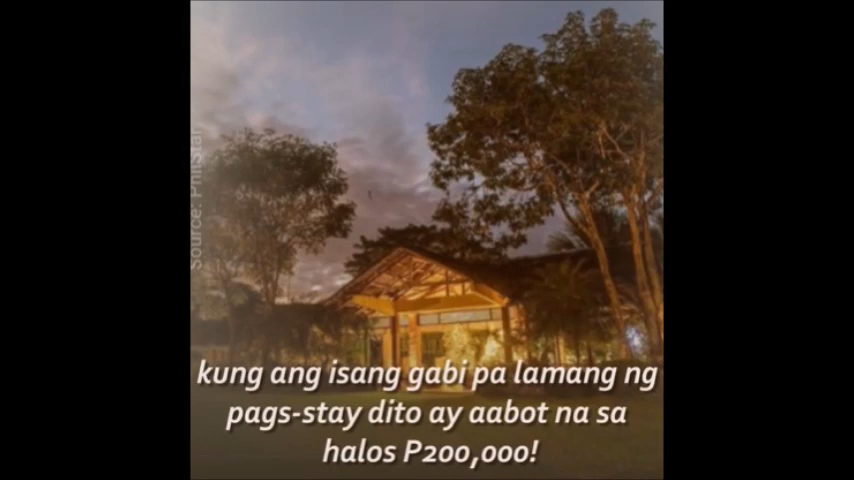 Source: PhilStar
kung ang isang gabi pa lamang ng
pags-stay dito ay aabot na sa
halos P200,000!